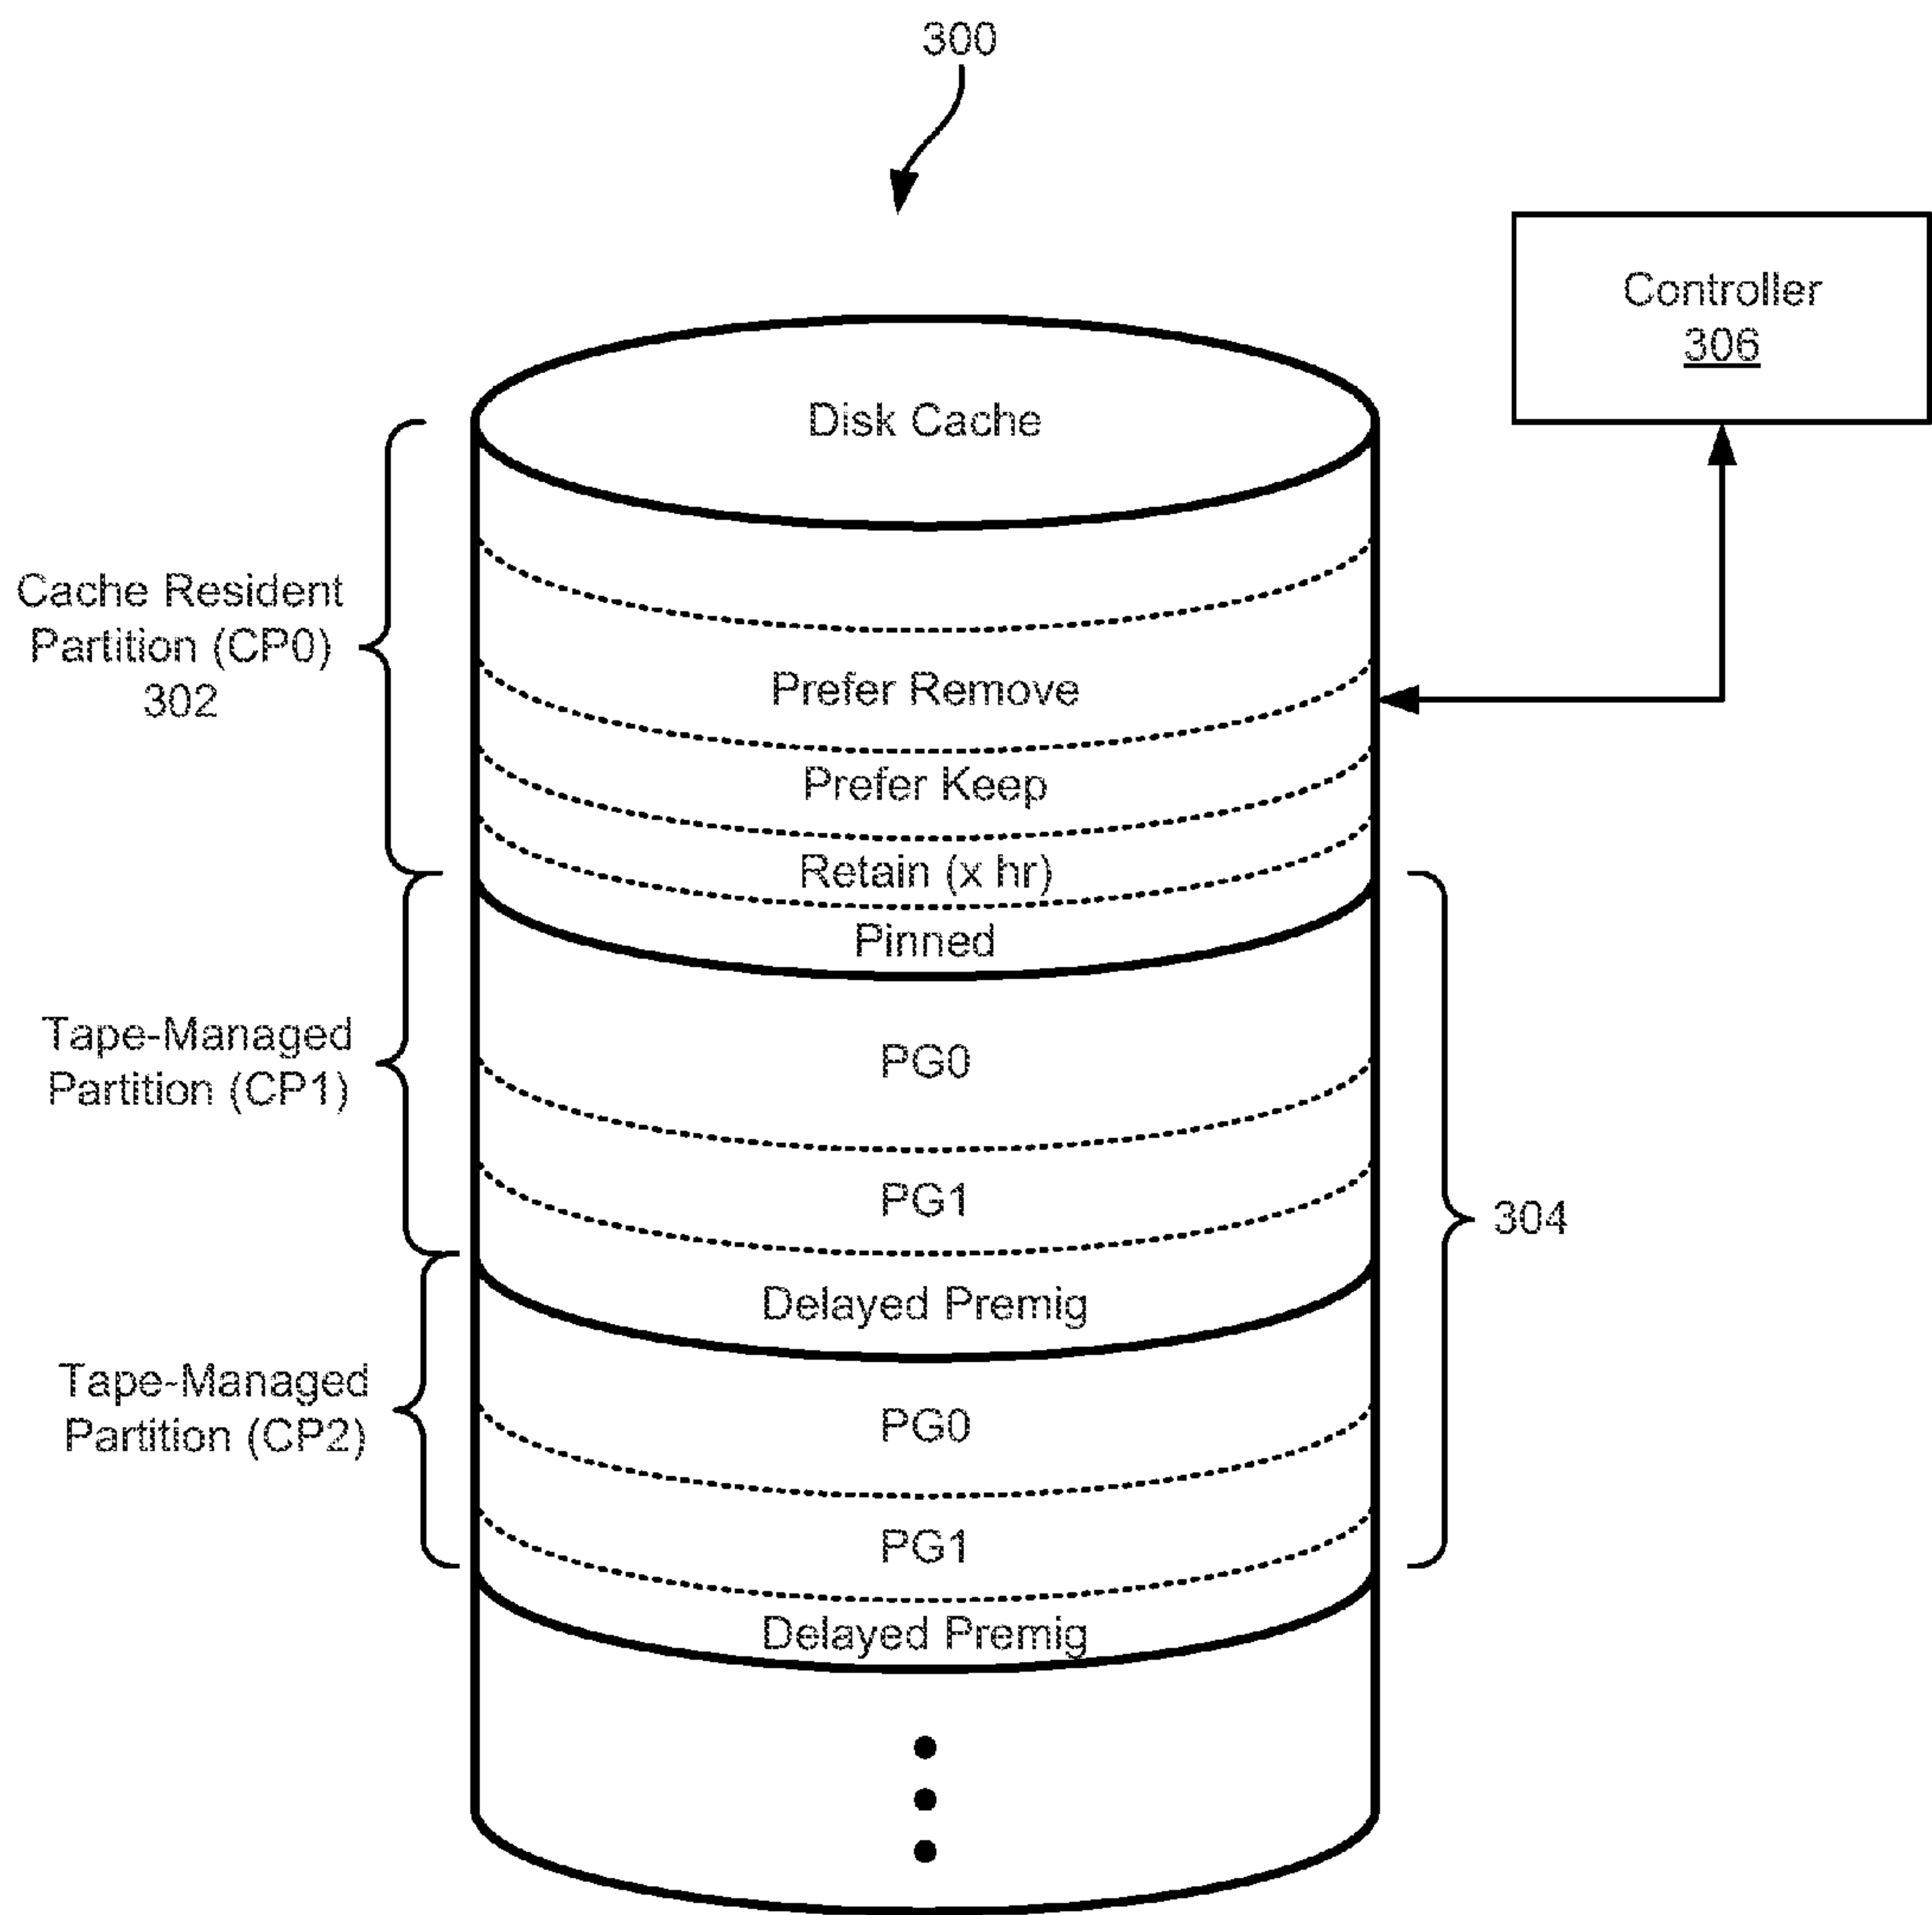 300
Controller
306
Disk Cache
Cache Resident
Partition (CP0)
302
Prefer Remove
Prefer Keep
Retain (x hr)
Pinned
Tape-Managed
Partition (CP1)
PG0
PG1
304
Delayed Premig
Tape-Managed
Partition (CP2)
PG0
PG1
Delayed Premig